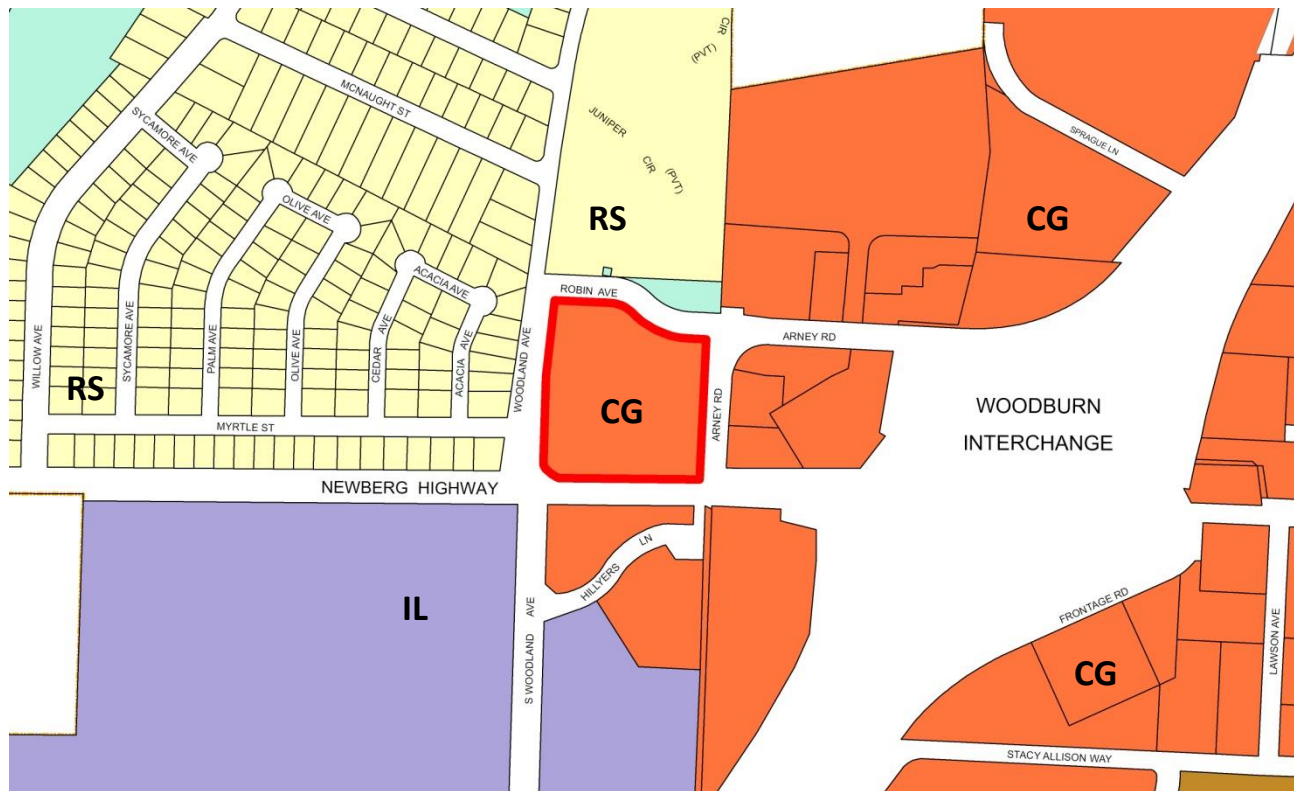 CIR
(PVT)
MCNAUGHT ST
SYCAMORE AVE
JUNIPER
CIR
(PVT)
SPRAGUE LN
OLIVE AVE
RS
CG
ACACIA AVE
ROBIN AVE
WILLOW AVE
SYCAMORE AVE
PALM AVE
OLIVE AVE
CEDAR AVE
ACACIA AVE
WOODLAND AVE
ARNEY RD
RS
CG
ARNEY RD
WOODBURN
INTERCHANGE
MYRTLE ST
NEWBERG HIGHWAY
HILLYERS LN
IL
S WOODLAND AVE
FRONTAGE RD
LAWSON AVE
CG
STACY ALLISON WAY